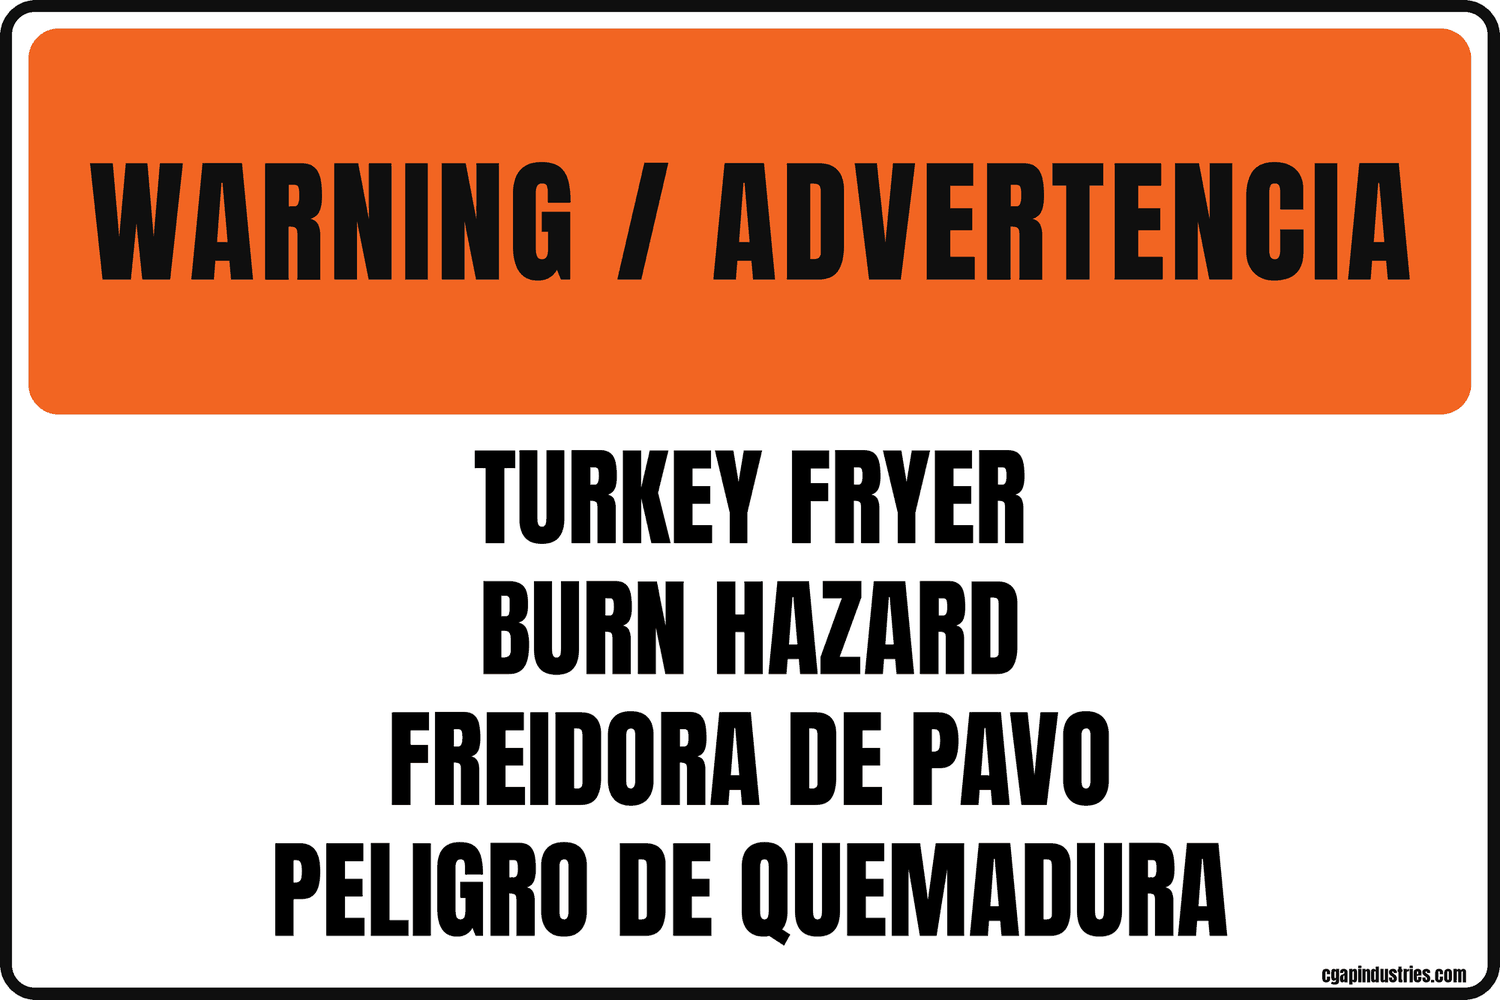 WARNING / ADVERTENCIA
TURKEY FRYER
BURN HAZARD
FREIDORA DE PAVO
PELIGRO DE QUEMADURA
cgapindustries.com